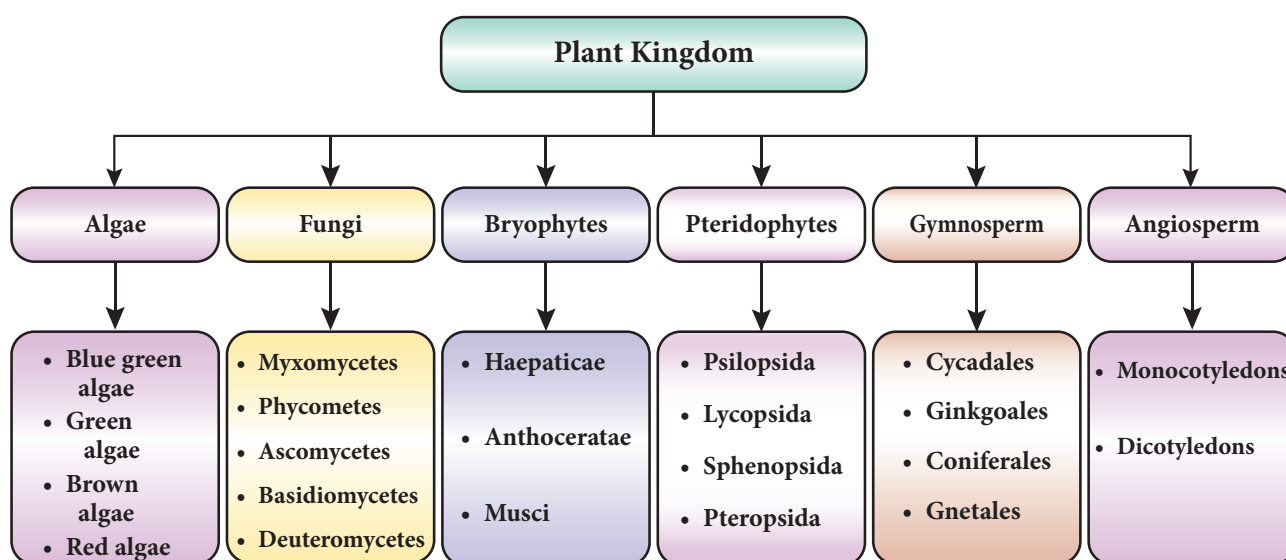 Plant Kingdom
Algae
Fungi
Bryophytes
Pteridophytes
Gymnosperm
Angiosperm
• Blue green
algae
• Green
algae
• Brown
algae
• Red algae
• Myxomycetes
• Phycometes
• Ascomycetes
• Basidiomycetes
• Deuteromycetes
• Haepaticae
• Anthoceratae
• Musci
• Psilopsida
• Lycopsida
• Sphenopsida
• Pteropsida
• Cycadales
• Ginkgoales
• Coniferales
• Gnetales
• Monocotyledons
• Dicotyledons